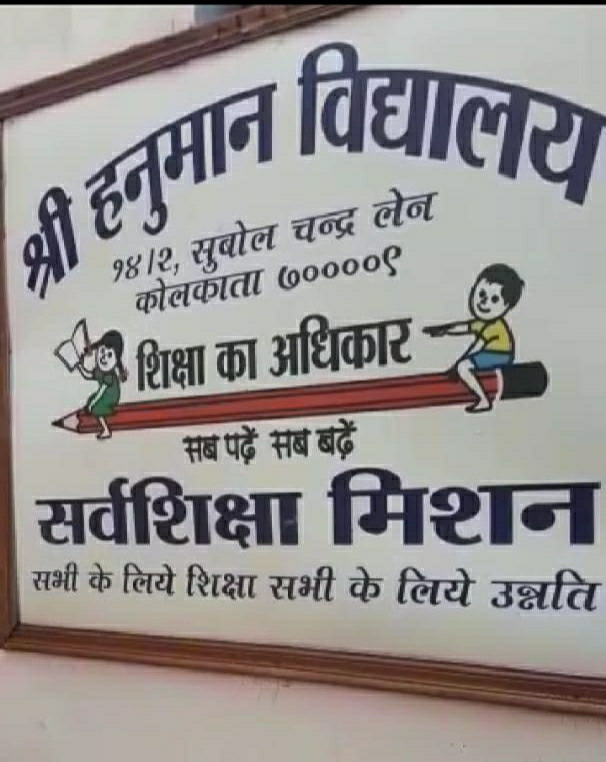 श्री हनुमान विद्यालय
१४/२, सुबोल चन्द्र लेन
कोलकाता ७००००९
शिक्षा का अधिकार
सब पढ़ें सब बढ़ें
सर्वशिक्षा मिशन
सभी के लिये शिक्षा सभी के लिये उन्नति